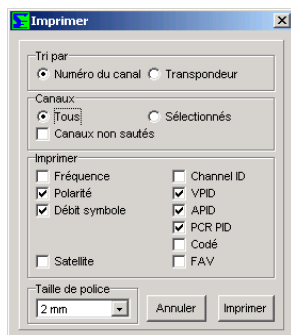 Imprimer
Tri par
Numéro du canal Transpondeur
Canaux
Tous Sélectionnés
Canaux non sautés
Imprimer
Fréquence Channel ID
Polarité VPID
Débit symbole APID
PCR PID
Codé
Satellite FAV
Taille de police
2 mm Annuler Imprimer